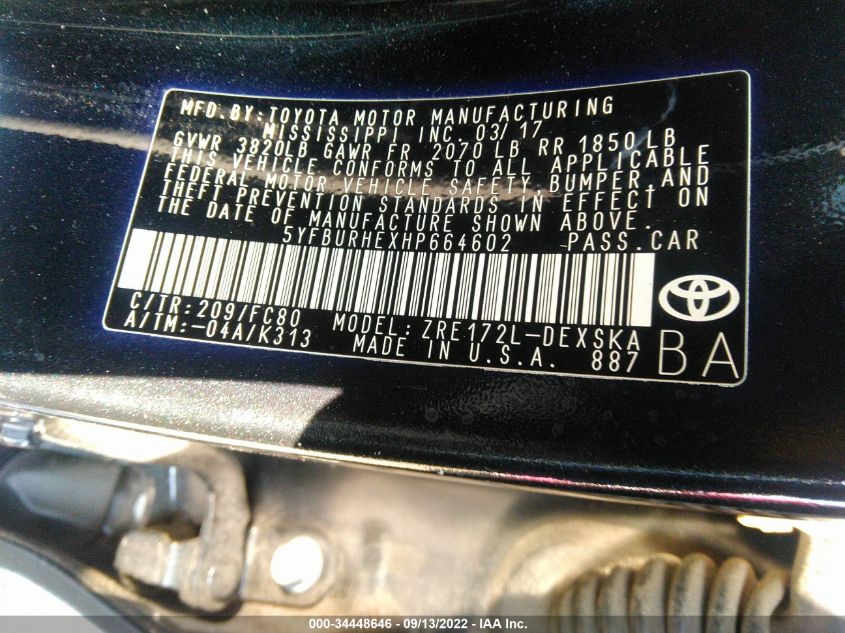 MFD.BY:TOYOTA MOTOR MANUFACTURING
MISSISSIPPI INC. 03/17
GVWR 3820LB GAWR FR 2070 LB RR 1850 LB
THIS VEHICLE CONFORMS TO ALL APPLICABLE
FEDERAL MOTOR VEHICLE SAFETY,BUMPER,AND
THEFT PREVENTION STANDARDS IN EFFECT ON
THE DATE OF MANUFACTURE SHOWN ABOVE.
5YFBURHEXHP664602 PASS.CAR
C/TR:209/FC80 MODEL:ZRE172L-DEXSKA
A/TM:-04A/K313 MADE IN U.S.A. 887 BA
000-34448646 - 09/13/2022 - IAA Inc.